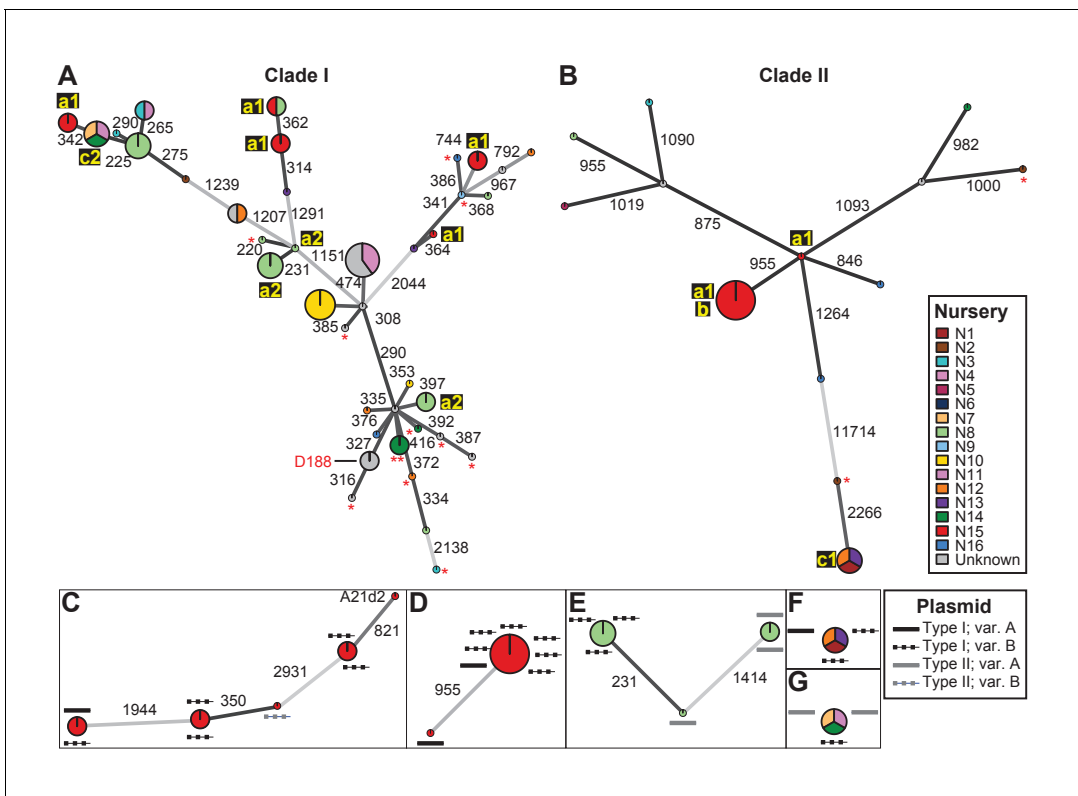 A
Clade I
a1
342
c2
290
265
225
275
1239
1207
a1
362
a1
314
1291
*
220
a2
231
a2
1151
474
385
*
308
2044
744
*
a1
386
341
*
368
967
792
364
a1
290
353
397
335
a2
376
327
D188
316
*
*
392
416
**
*
387
*
372
*
334
2138
*
B
Clade II
1090
955
1019
875
982
1000
*
1093
a1
955
846
a1
b
1264
11714
*
2266
c1
Nursery
N1
N2
N3
N4
N5
N6
N7
N8
N9
N10
N11
N12
N13
N14
N15
N16
Unknown
C
1944
350
2931
821
A21d2
D
955
E
231
1414
F
G
Plasmid
Type I; var. A
Type I; var. B
Type II; var. A
Type II; var. B